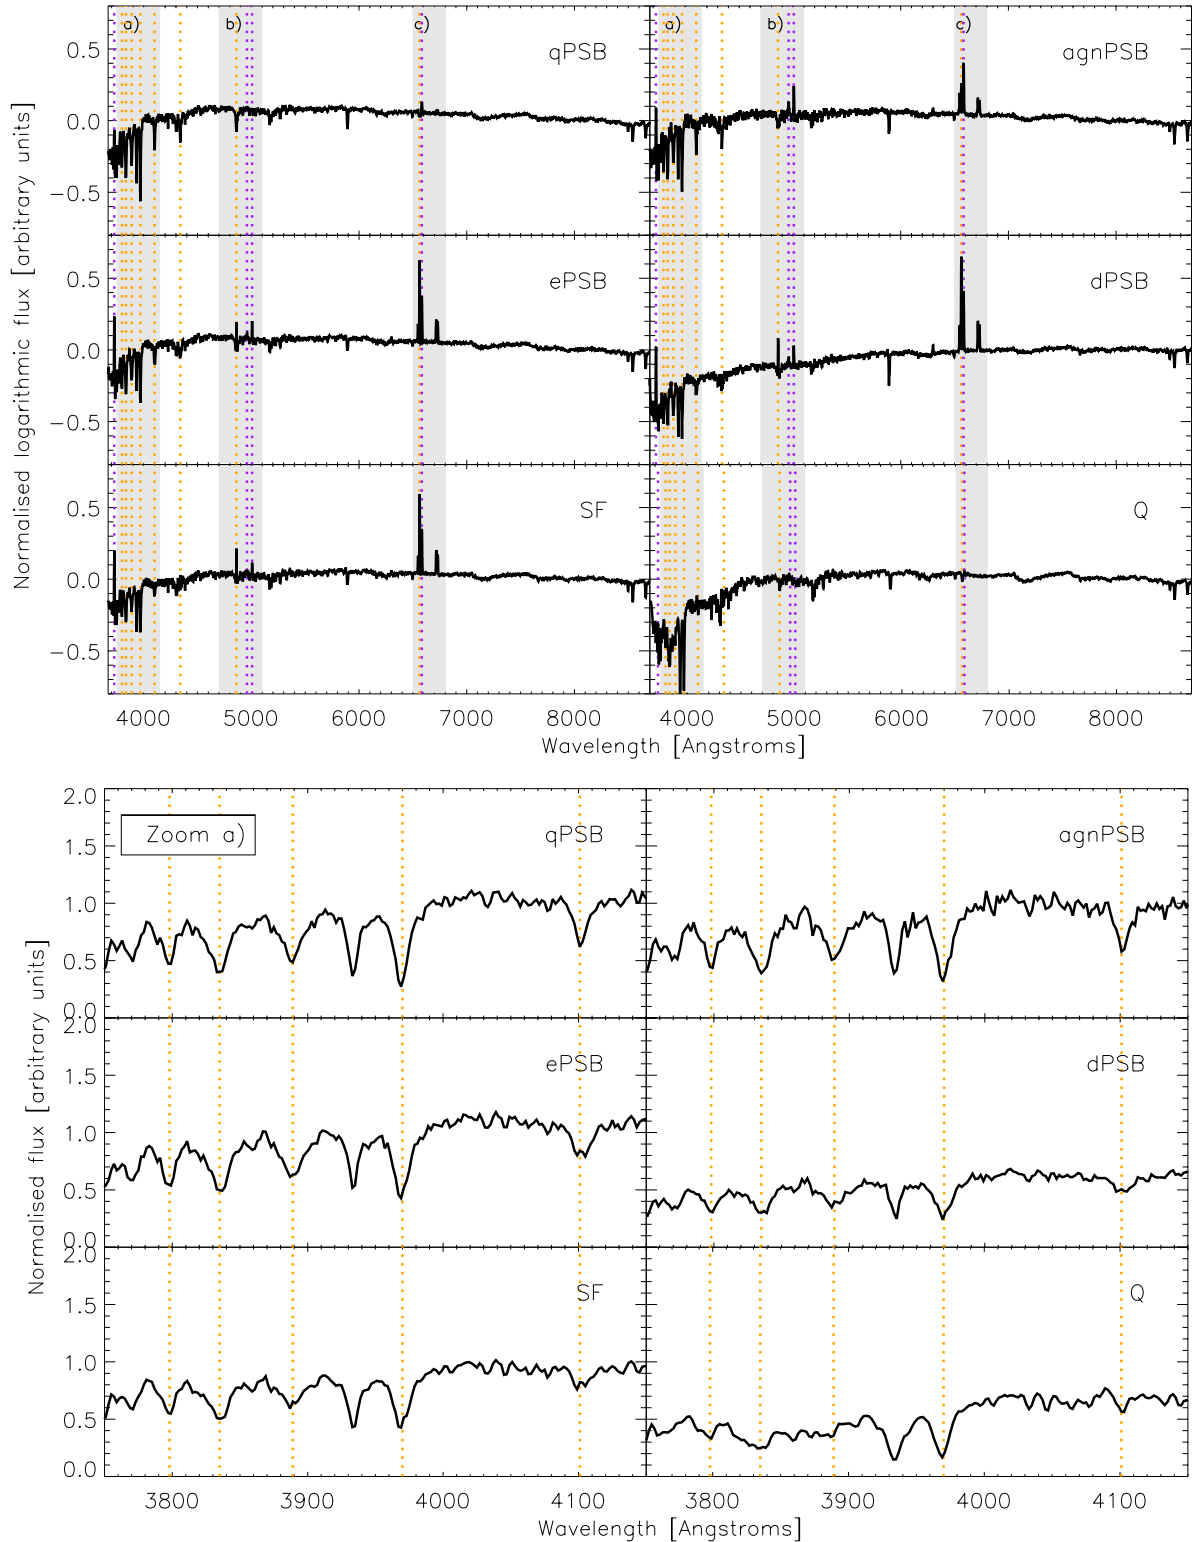 a) b) c) a) b) c)
qPSB agnPSB
0.5
0.0
−0.5
ePSB dPSB
0.5
0.0
−0.5
SF Q
0.5
0.0
−0.5
Normalised logarithmic flux [arbitrary units]
4000 5000 6000 7000 8000 4000 5000 6000 7000 8000
Wavelength [Angstroms]
2.0
Zoom a) qPSB agnPSB
1.5
1.0
0.5
0.0
2.0
ePSB dPSB
1.5
1.0
0.5
0.0
2.0
SF Q
1.5
1.0
0.5
0.0
Normalised flux [arbitrary units]
3800 3900 4000 4100 3800 3900 4000 4100
Wavelength [Angstroms]